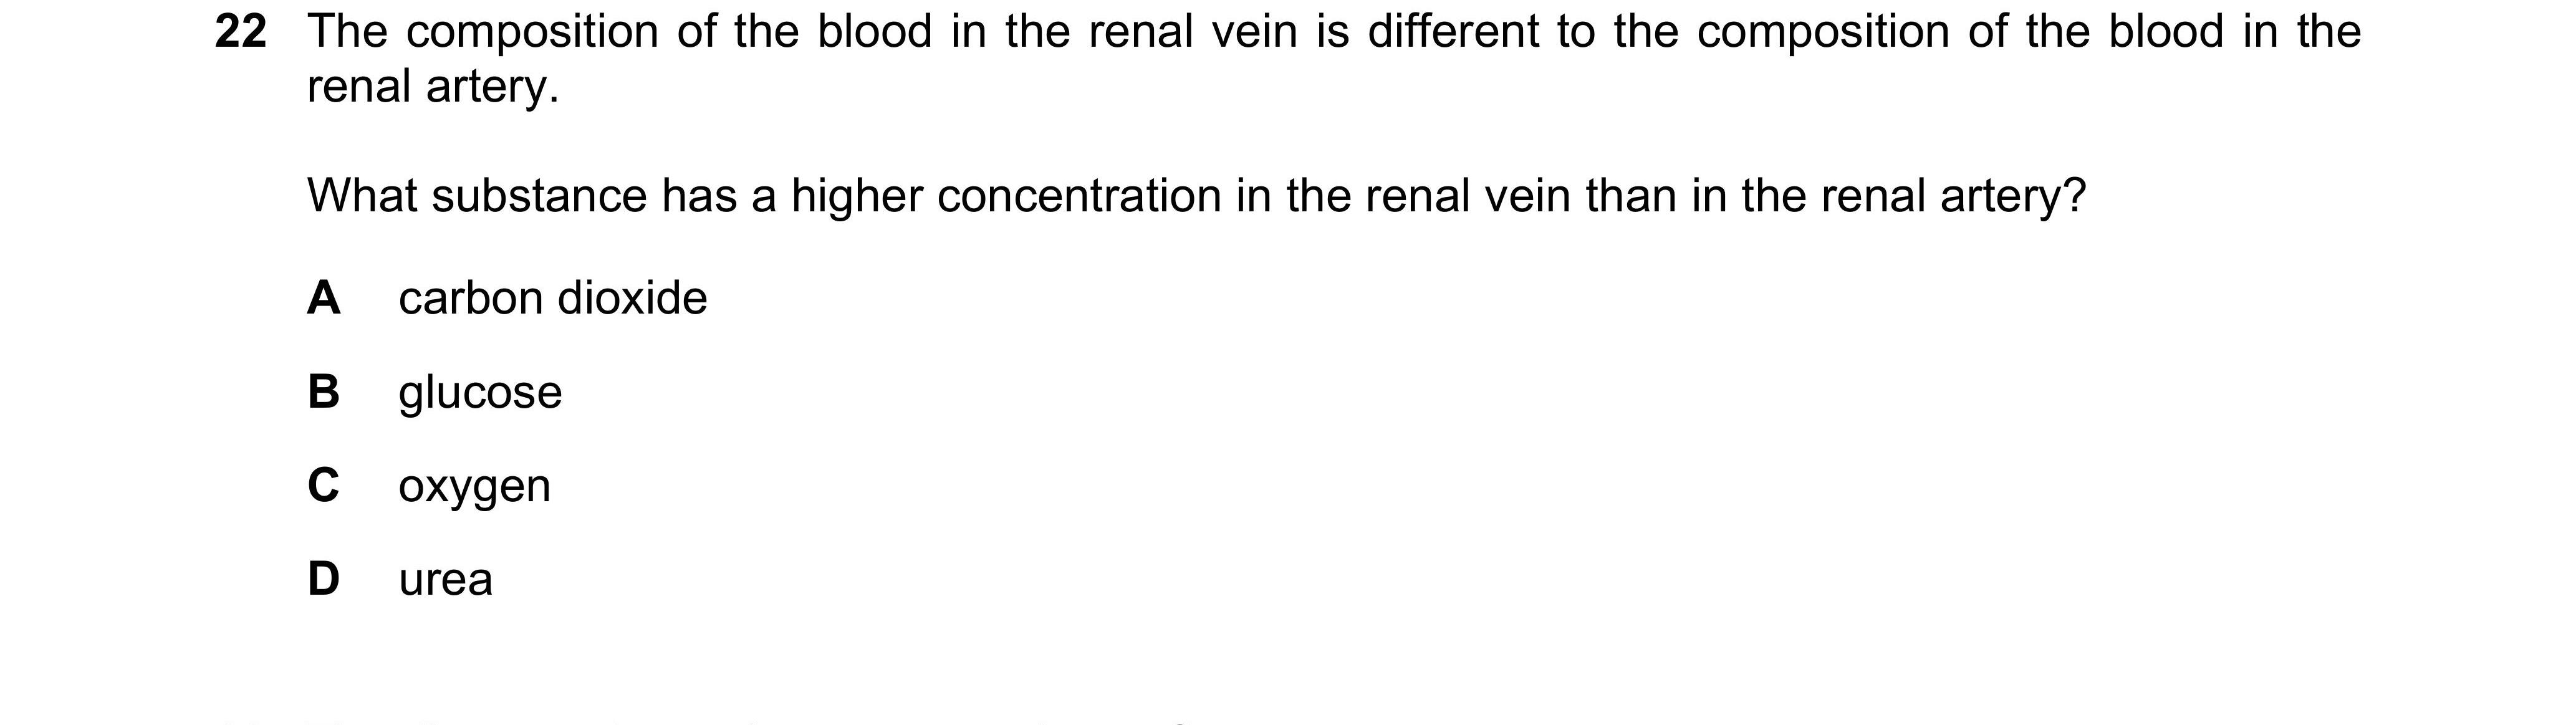 22 The composition of the blood in the renal vein is different to the composition of the blood in the
renal artery.
What substance has a higher concentration in the renal vein than in the renal artery?
A carbon dioxide
B glucose
C oxygen
D urea